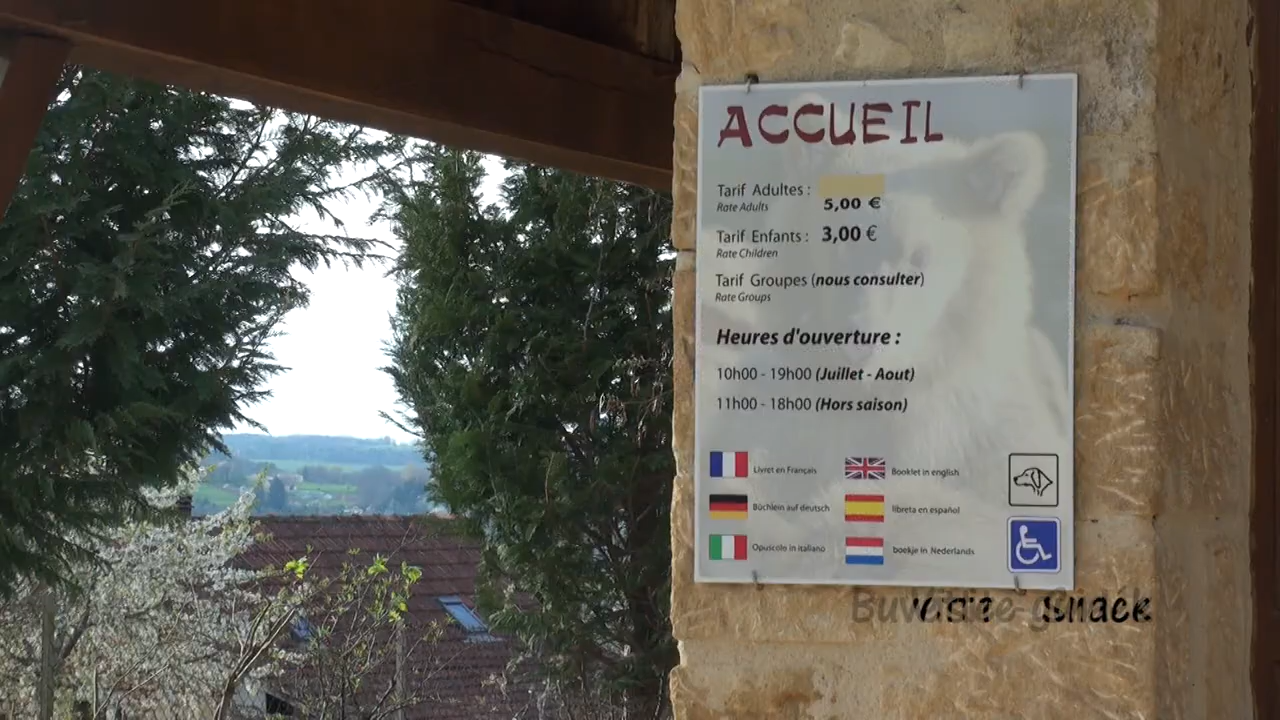 ACCUEIL
Tarif Adultes : 5,00 €
Rate Adults
Tarif Enfants : 3,00 €
Rate Children
Tarif Groupes (nous consulter)
Rate Groups
Heures d'ouverture :
10h00 - 19h00 (Juillet - Aout)
11h00 - 18h00 (Hors saison)
Livret en Français
Booklet in english
Büchlein auf deutsch
libreta en español
Opuscolo in italiano
boekje in Nederlands
snack